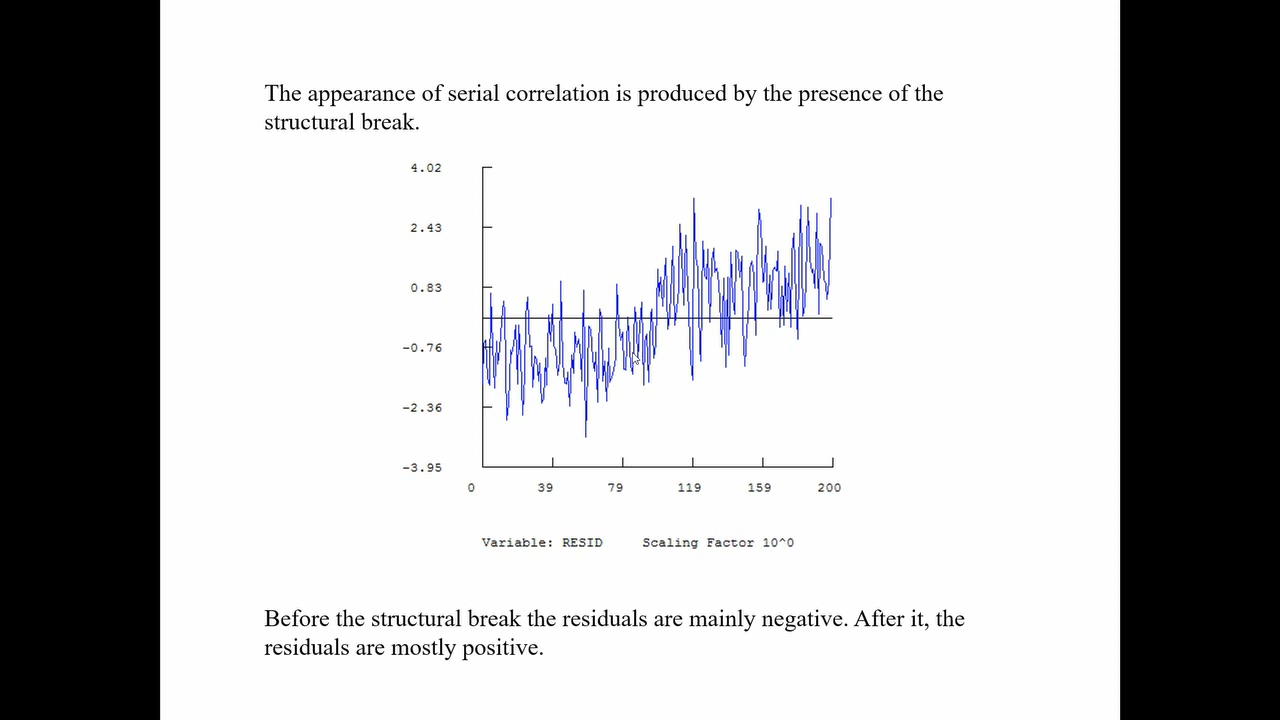 The appearance of serial correlation is produced by the presence of the
structural break.
4.02
2.43
0.83
-0.76
-2.36
-3.95
0 39 79 119 159 200
Variable: RESID Scaling Factor 10^0
Before the structural break the residuals are mainly negative. After it, the
residuals are mostly positive.